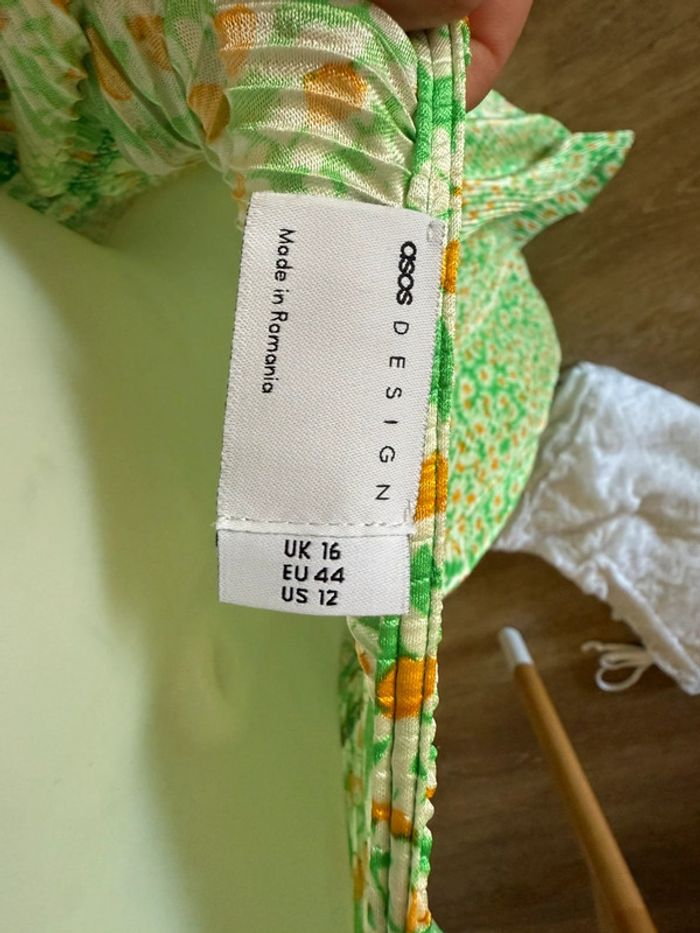 asos DESIGN
Made in Romania
UK 16
EU 44
US 12